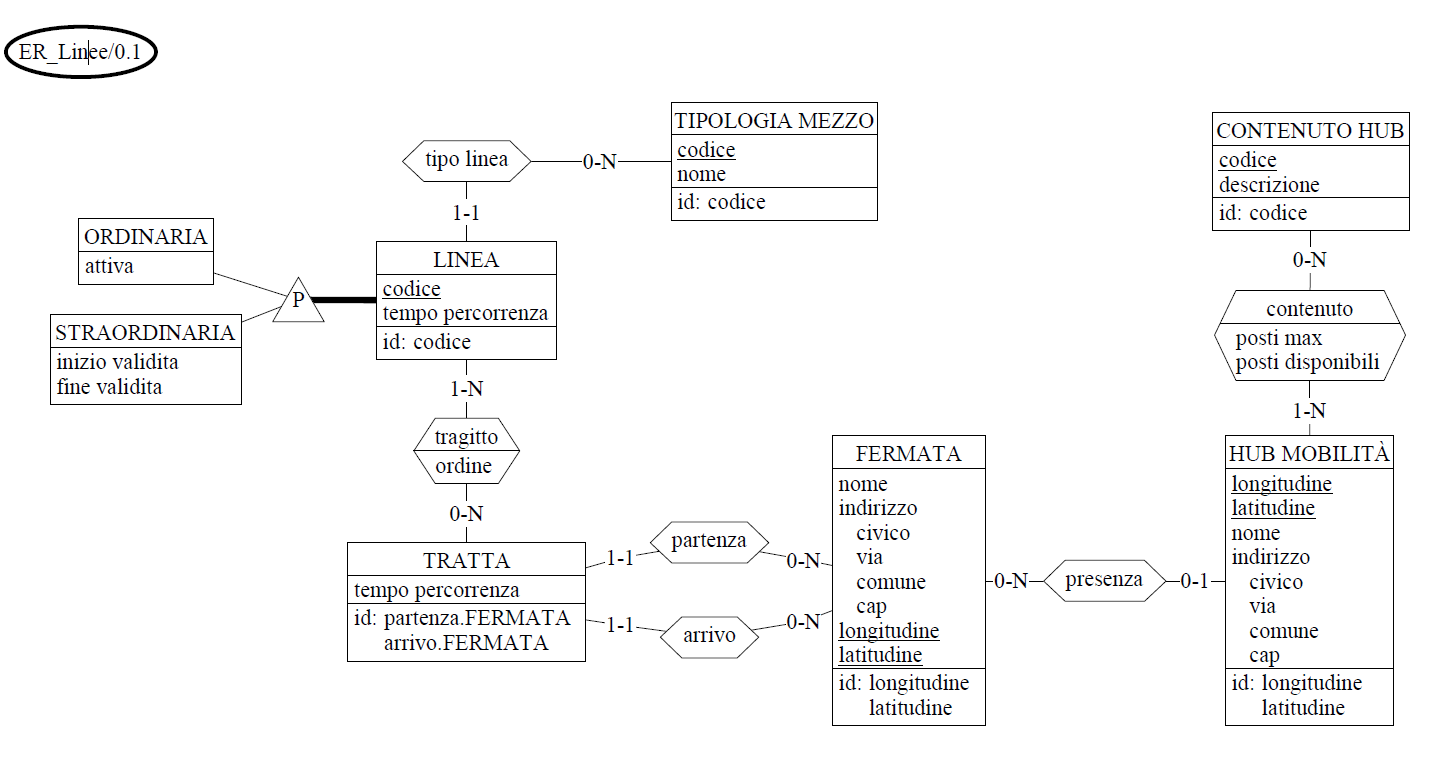 ER_Linee/0.1
TIPOLOGIA MEZZO
codice
nome
id: codice
tipo linea
0-N
1-1
CONTENUTO HUB
codice
descrizione
id: codice
0-N
contenuto
posti max
posti disponibili
1-N
ORDINARIA
attiva
P
STRAORDINARIA
inizio validita
fine validita
LINEA
codice
tempo percorrenza
id: codice
1-N
tragitto
ordine
0-N
TRATTA
tempo percorrenza
id: partenza.FERMATA
arrivo.FERMATA
1-1
partenza
0-N
1-1
arrivo
0-N
FERMATA
nome
indirizzo
civico
via
comune
cap
longitudine
latitudine
id: longitudine
latitudine
0-N
presenza
0-1
HUB MOBILITÀ
longitudine
latitudine
nome
indirizzo
civico
via
comune
cap
id: longitudine
latitudine